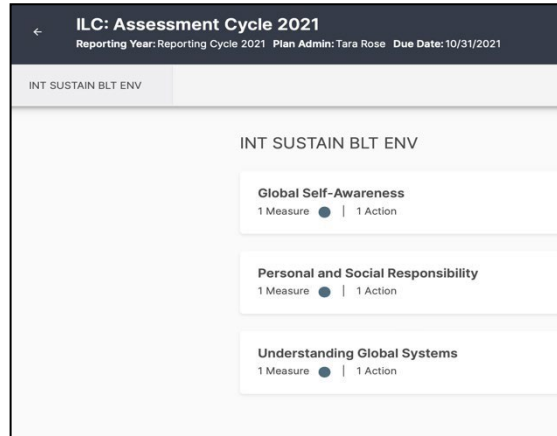 ILC: Assessment Cycle 2021
Reporting Year: Reporting Cycle 2021 Plan Admin: Tara Rose Due Date: 10/31/2021
INT SUSTAIN BLT ENV
INT SUSTAIN BLT ENV
Global Self-Awareness
1 Measure | 1 Action
Personal and Social Responsibility
1 Measure | 1 Action
Understanding Global Systems
1 Measure | 1 Action